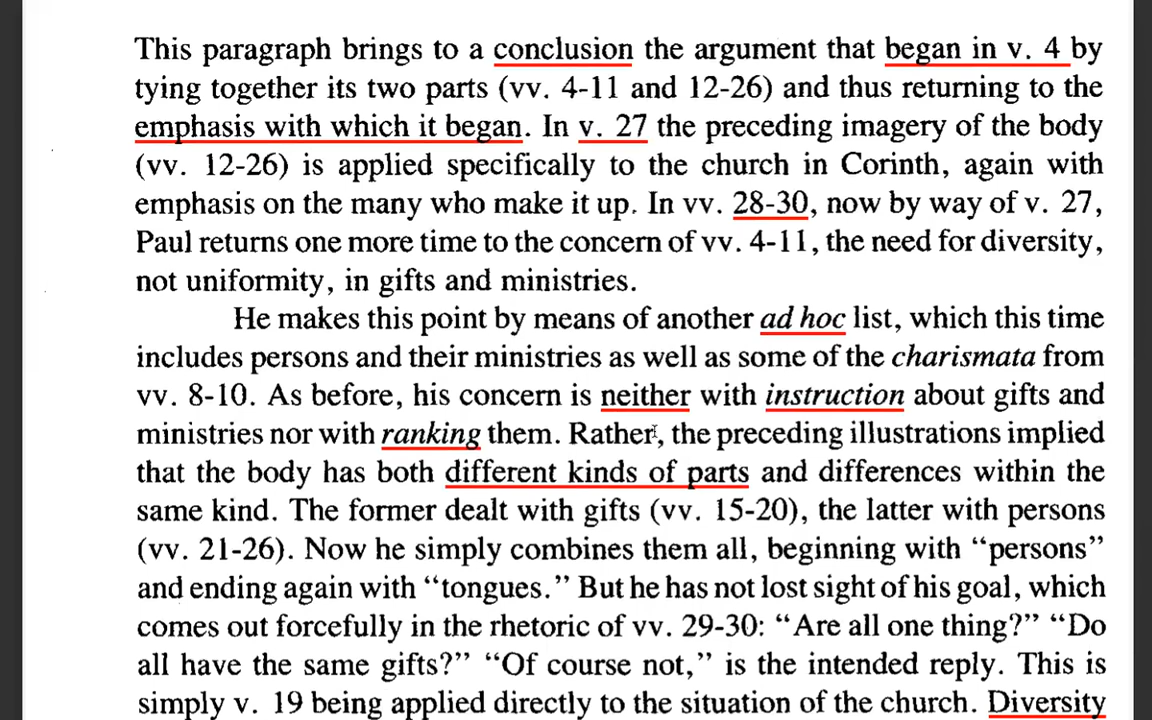 This paragraph brings to a conclusion the argument that began in v. 4 by
tying together its two parts (vv. 4-11 and 12-26) and thus returning to the
emphasis with which it began. In v. 27 the preceding imagery of the body
(vv. 12-26) is applied specifically to the church in Corinth, again with
emphasis on the many who make it up. In vv. 28-30, now by way of v. 27,
Paul returns one more time to the concern of vv. 4-11, the need for diversity,
not uniformity, in gifts and ministries.
He makes this point by means of another ad hoc list, which this time
includes persons and their ministries as well as some of the charismata from
vv. 8-10. As before, his concern is neither with instruction about gifts and
ministries nor with ranking them. Rather, the preceding illustrations implied
that the body has both different kinds of parts and differences within the
same kind. The former dealt with gifts (vv. 15-20), the latter with persons
(vv. 21-26). Now he simply combines them all, beginning with “persons”
and ending again with “tongues.” But he has not lost sight of his goal, which
comes out forcefully in the rhetoric of vv. 29-30: “Are all one thing?” “Do
all have the same gifts?” “Of course not,” is the intended reply. This is
simply v. 19 being applied directly to the situation of the church. Diversity